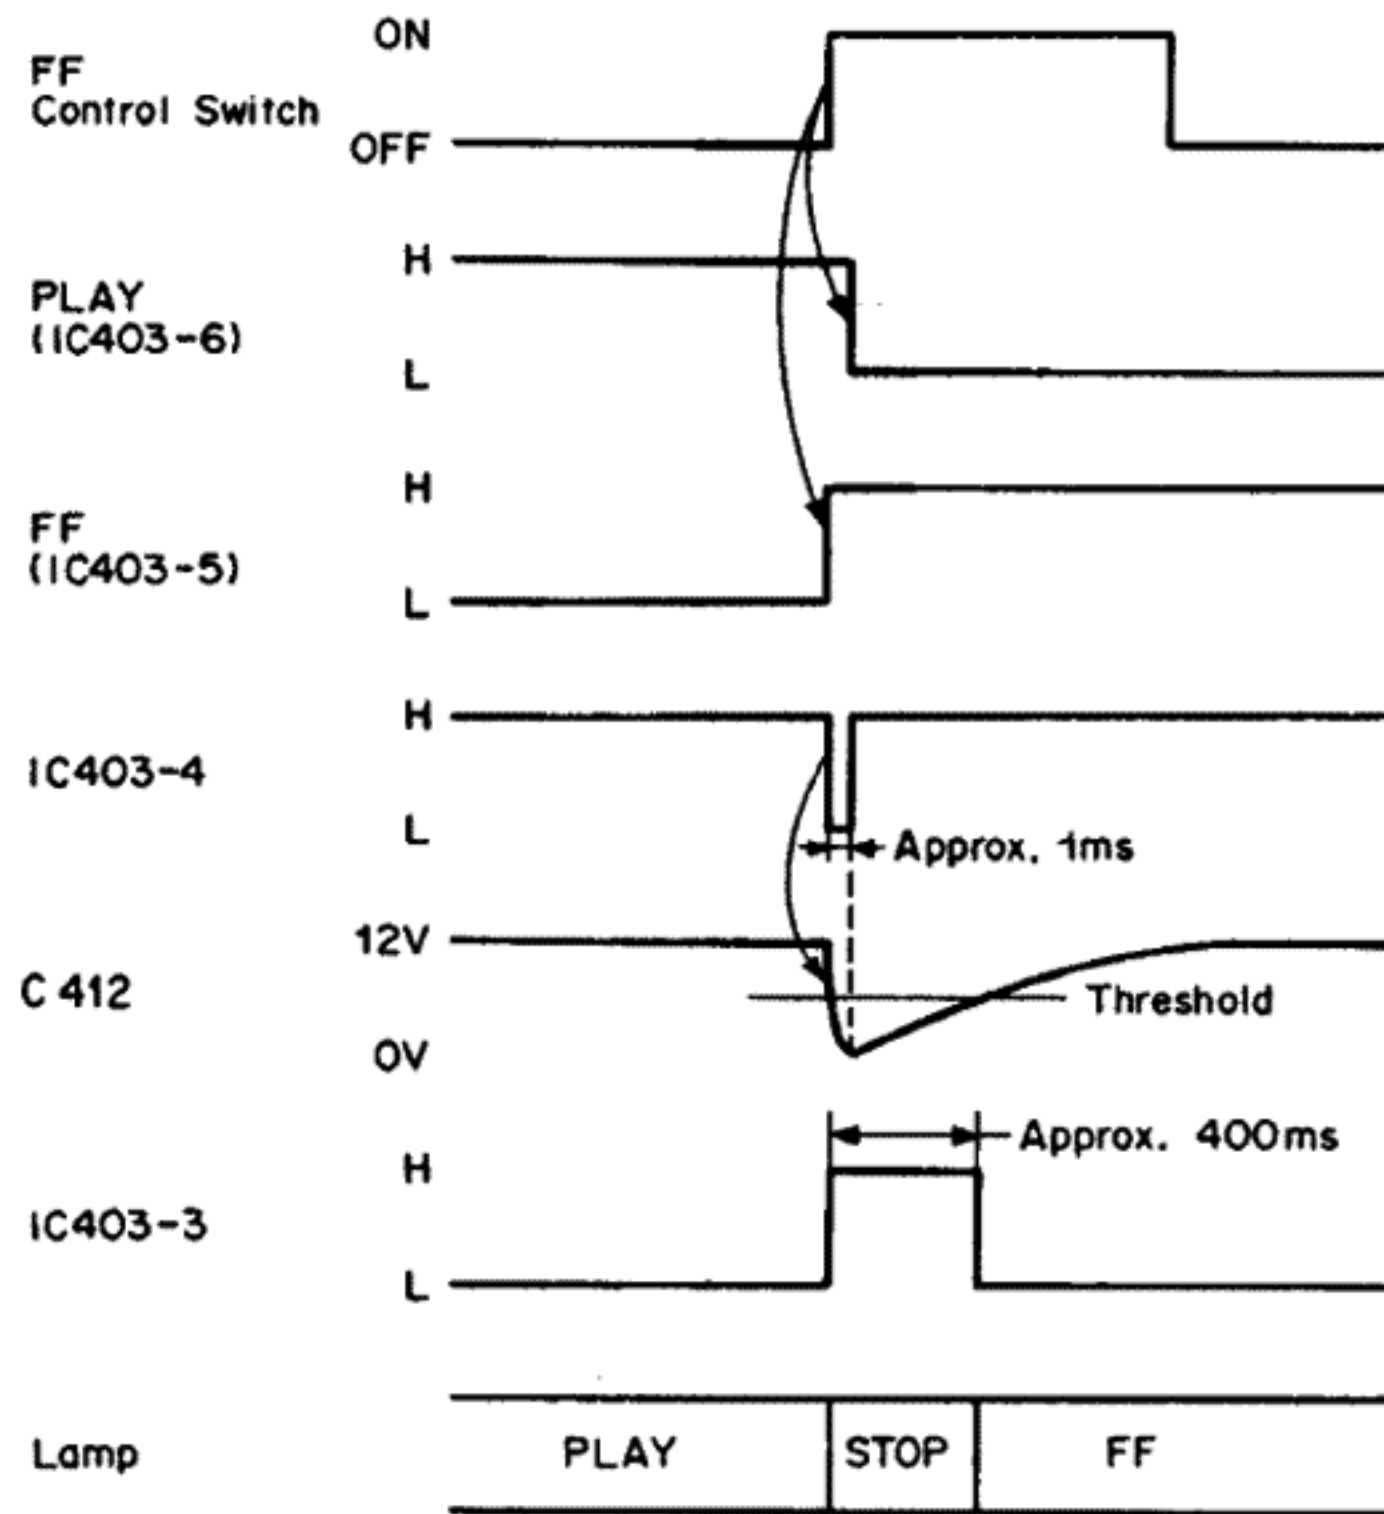 ON
FF
Control Switch
OFF
H
PLAY
(IC403-6)
L
H
FF
(IC403-5)
L
H
IC403-4
L
Approx. 1ms
12V
C412
Threshold
0V
Approx. 400ms
H
IC403-3
L
Lamp
PLAY
STOP
FF